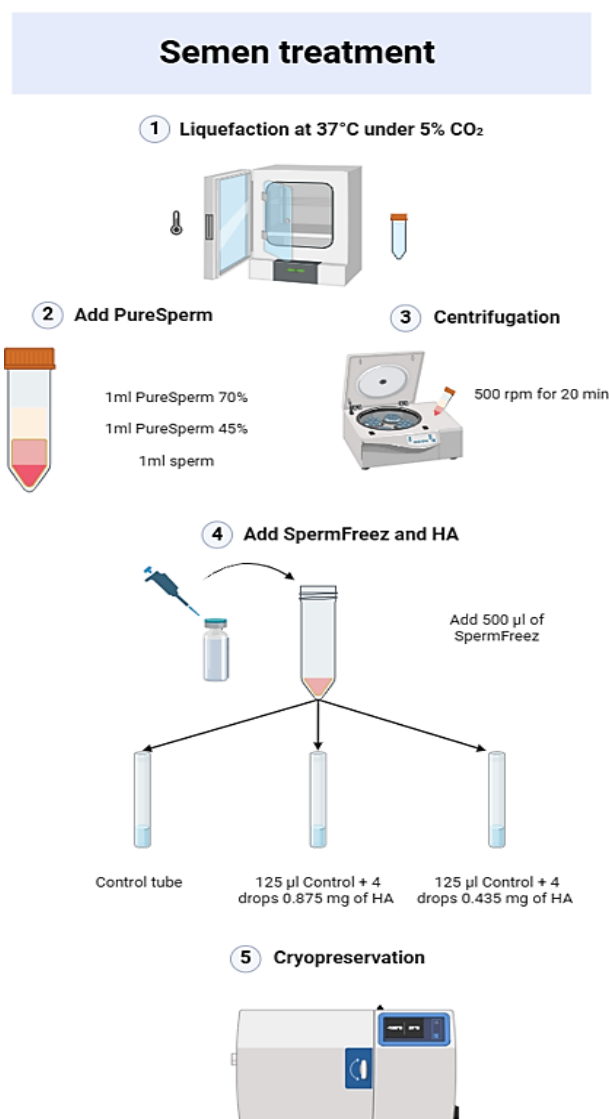 Semen treatment
1 Liquefaction at 37°C under 5% CO₂
2 Add PureSperm
1ml PureSperm 70%
1ml PureSperm 45%
1ml sperm
3 Centrifugation
500 rpm for 20 min
4 Add SpermFreez and HA
Add 500 µl of
SpermFreez
Control tube
125 µl Control + 4
drops 0.875 mg of HA
125 µl Control + 4
drops 0.435 mg of HA
5 Cryopreservation